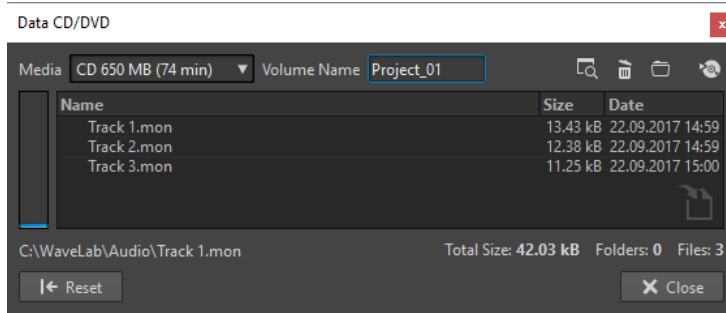 Data CD/DVD
x
Media CD 650 MB (74 min) Volume Name Project_01
Name Size Date
Track 1.mon 13.43 kB 22.09.2017 14:59
Track 2.mon 12.38 kB 22.09.2017 14:59
Track 3.mon 11.25 kB 22.09.2017 15:00
C:\WaveLab\Audio\Track 1.mon Total Size: 42.03 kB Folders: 0 Files: 3
Reset Close